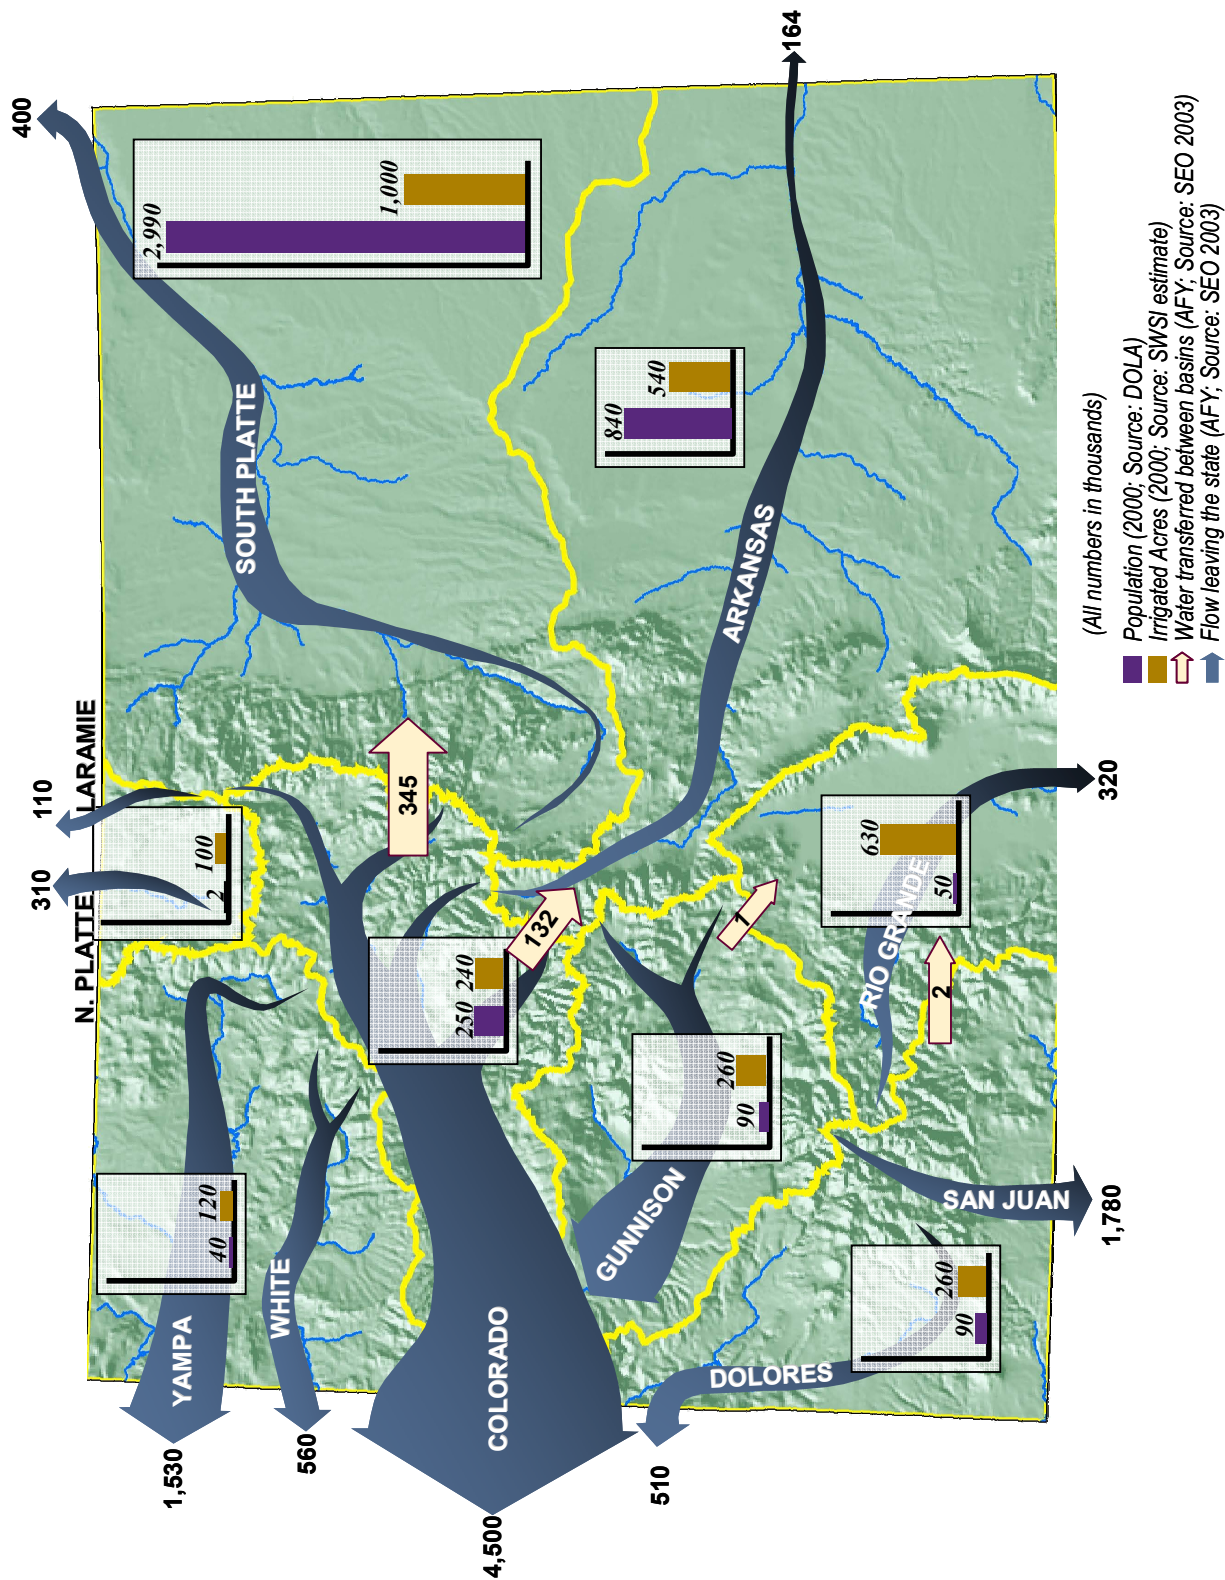 400
110
310
N. PLATTE
LARAMIE
1,530
560
4,500
510
1,780
320
164
YAMPA
WHITE
COLORADO
GUNNISON
DOLORES
SAN JUAN
RIO GRANDE
ARKANSAS
SOUTH PLATTE
40
120
2
100
2,990
1,000
345
250
240
132
840
540
90
260
1
50
630
2
90
260
(All numbers in thousands)
Population (2000; Source: DOLA)
Irrigated Acres (2000; Source: SWSI estimate)
Water transferred between basins (AFY; Source: SEO 2003)
Flow leaving the state (AFY; Source: SEO 2003)